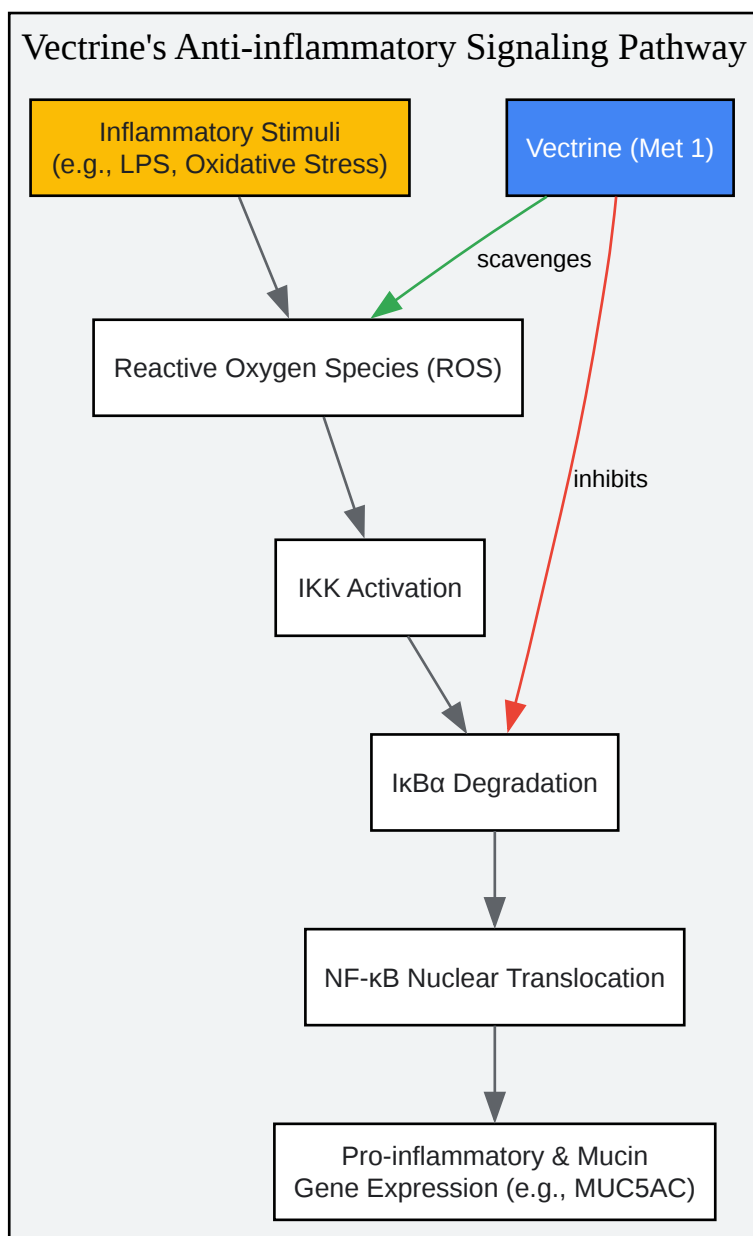 Vectrine's Anti-inflammatory Signaling Pathway
Inflammatory Stimuli
(e.g., LPS, Oxidative Stress)
Vectrine (Met 1)
scavenges
Reactive Oxygen Species (ROS)
inhibits
IKK Activation
IκBα Degradation
NF-κB Nuclear Translocation
Pro-inflammatory & Mucin
Gene Expression (e.g., MUC5AC)